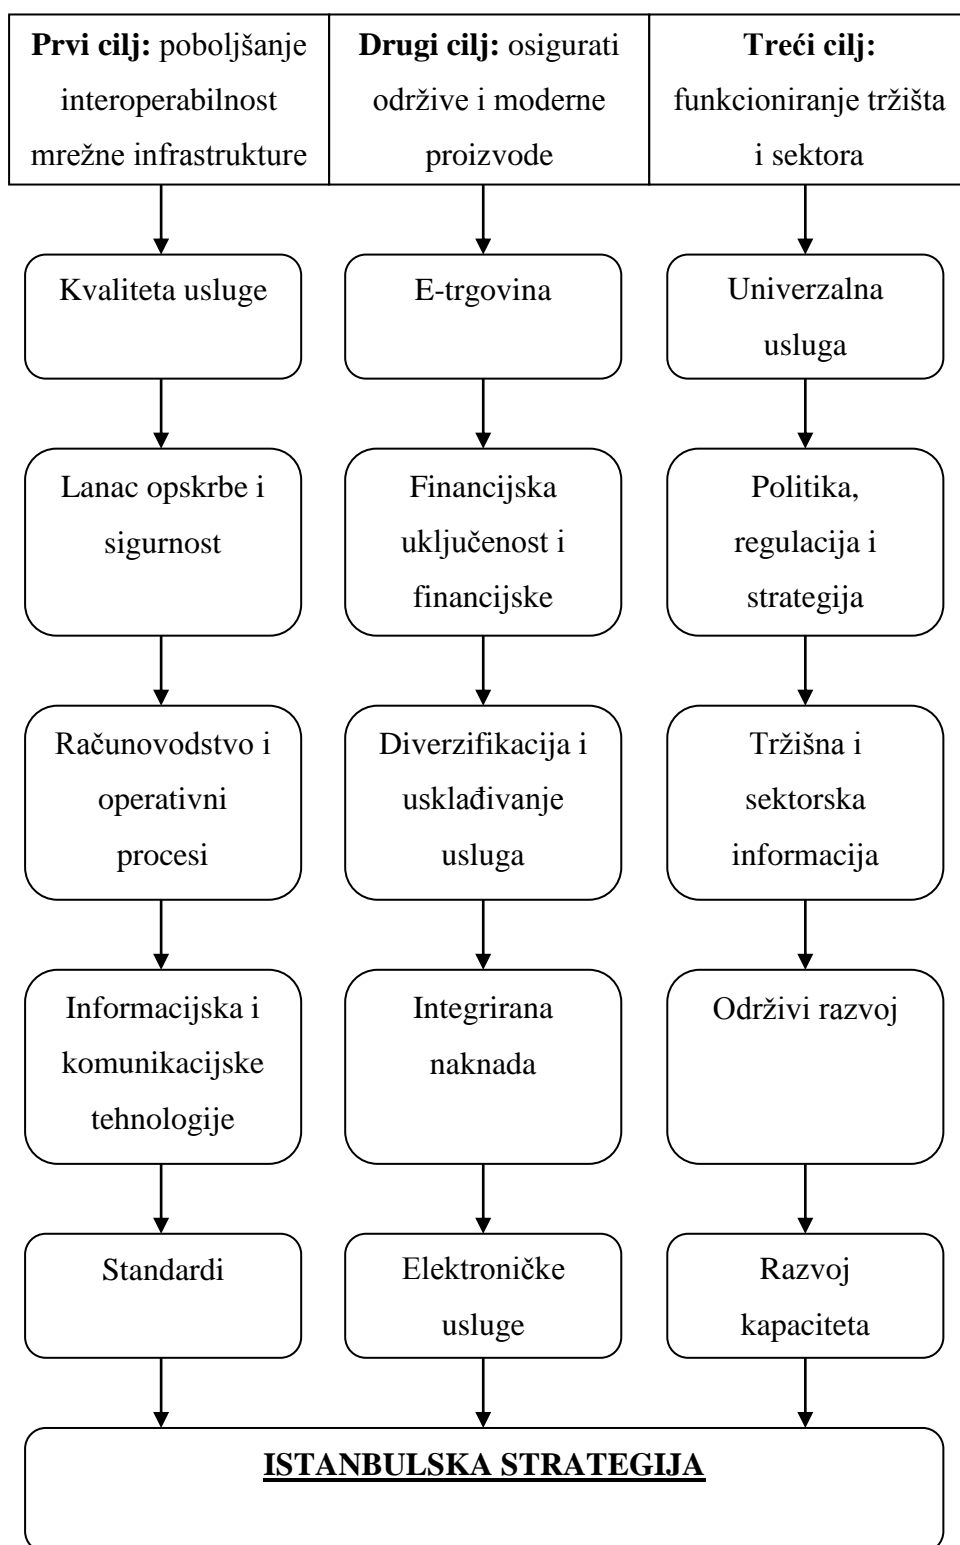 Prvi cilj: poboljšanje
interoperabilnost
mrežne infrastrukture
Drugi cilj: osigurati
održive i moderne
proizvode
Treći cilj:
funkcioniranje tržišta
i sektora
Kvaliteta usluge
E-trgovina
Univerzalna
usluga
Lanac opskrbe i
sigurnost
Financijska
uključenost i
financijske
Politika,
regulacija i
strategija
Računovodstvo i
operativni
procesi
Diverzifikacija i
usklađivanje
usluga
Tržišna i
sektorska
informacija
Informacijska i
komunikacijske
tehnologije
Integrirana
naknada
Održivi razvoj
Standardi
Elektroničke
usluge
Razvoj
kapaciteta
ISTANBULSKA STRATEGIJA